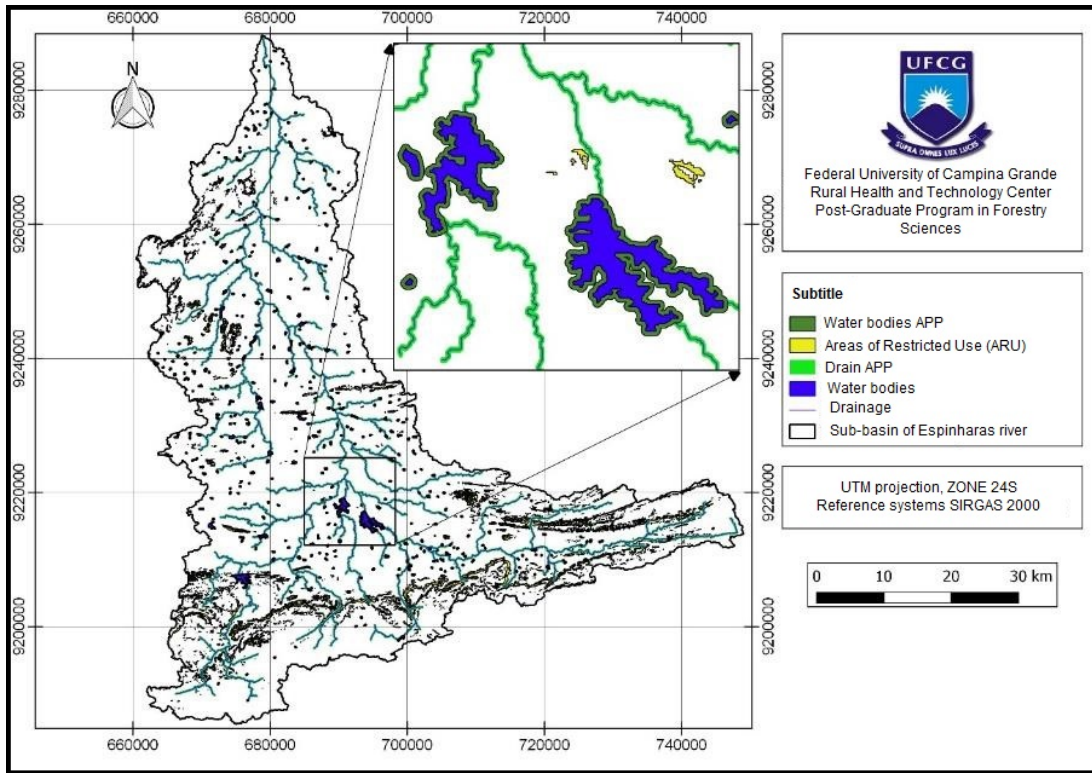 660000 680000 700000 720000 740000
N
9280000
9260000
9240000
9220000
9200000
9280000
9260000
9240000
9220000
9200000
660000 680000 700000 720000 740000
UFCG
SUPRA OMNES LUX LUCES
Federal University of Campina Grande
Rural Health and Technology Center
Post-Graduate Program in Forestry
Sciences
Subtitle
Water bodies APP
Areas of Restricted Use (ARU)
Drain APP
Water bodies
Drainage
Sub-basin of Espinharas river
UTM projection, ZONE 24S
Reference systems SIRGAS 2000
0 10 20 30 km